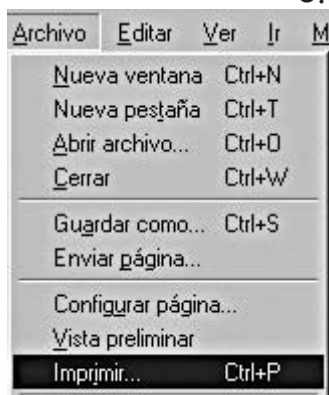 Archivo Editar Ver Ir
Nueva ventana Ctrl+N
Nueva pestaña Ctrl+T
Abrir archivo... Ctrl+O
Cerrar Ctrl+W
Guardar como... Ctrl+S
Enviar página...
Configurar página...
Vista preliminar
Imprimir... Ctrl+P